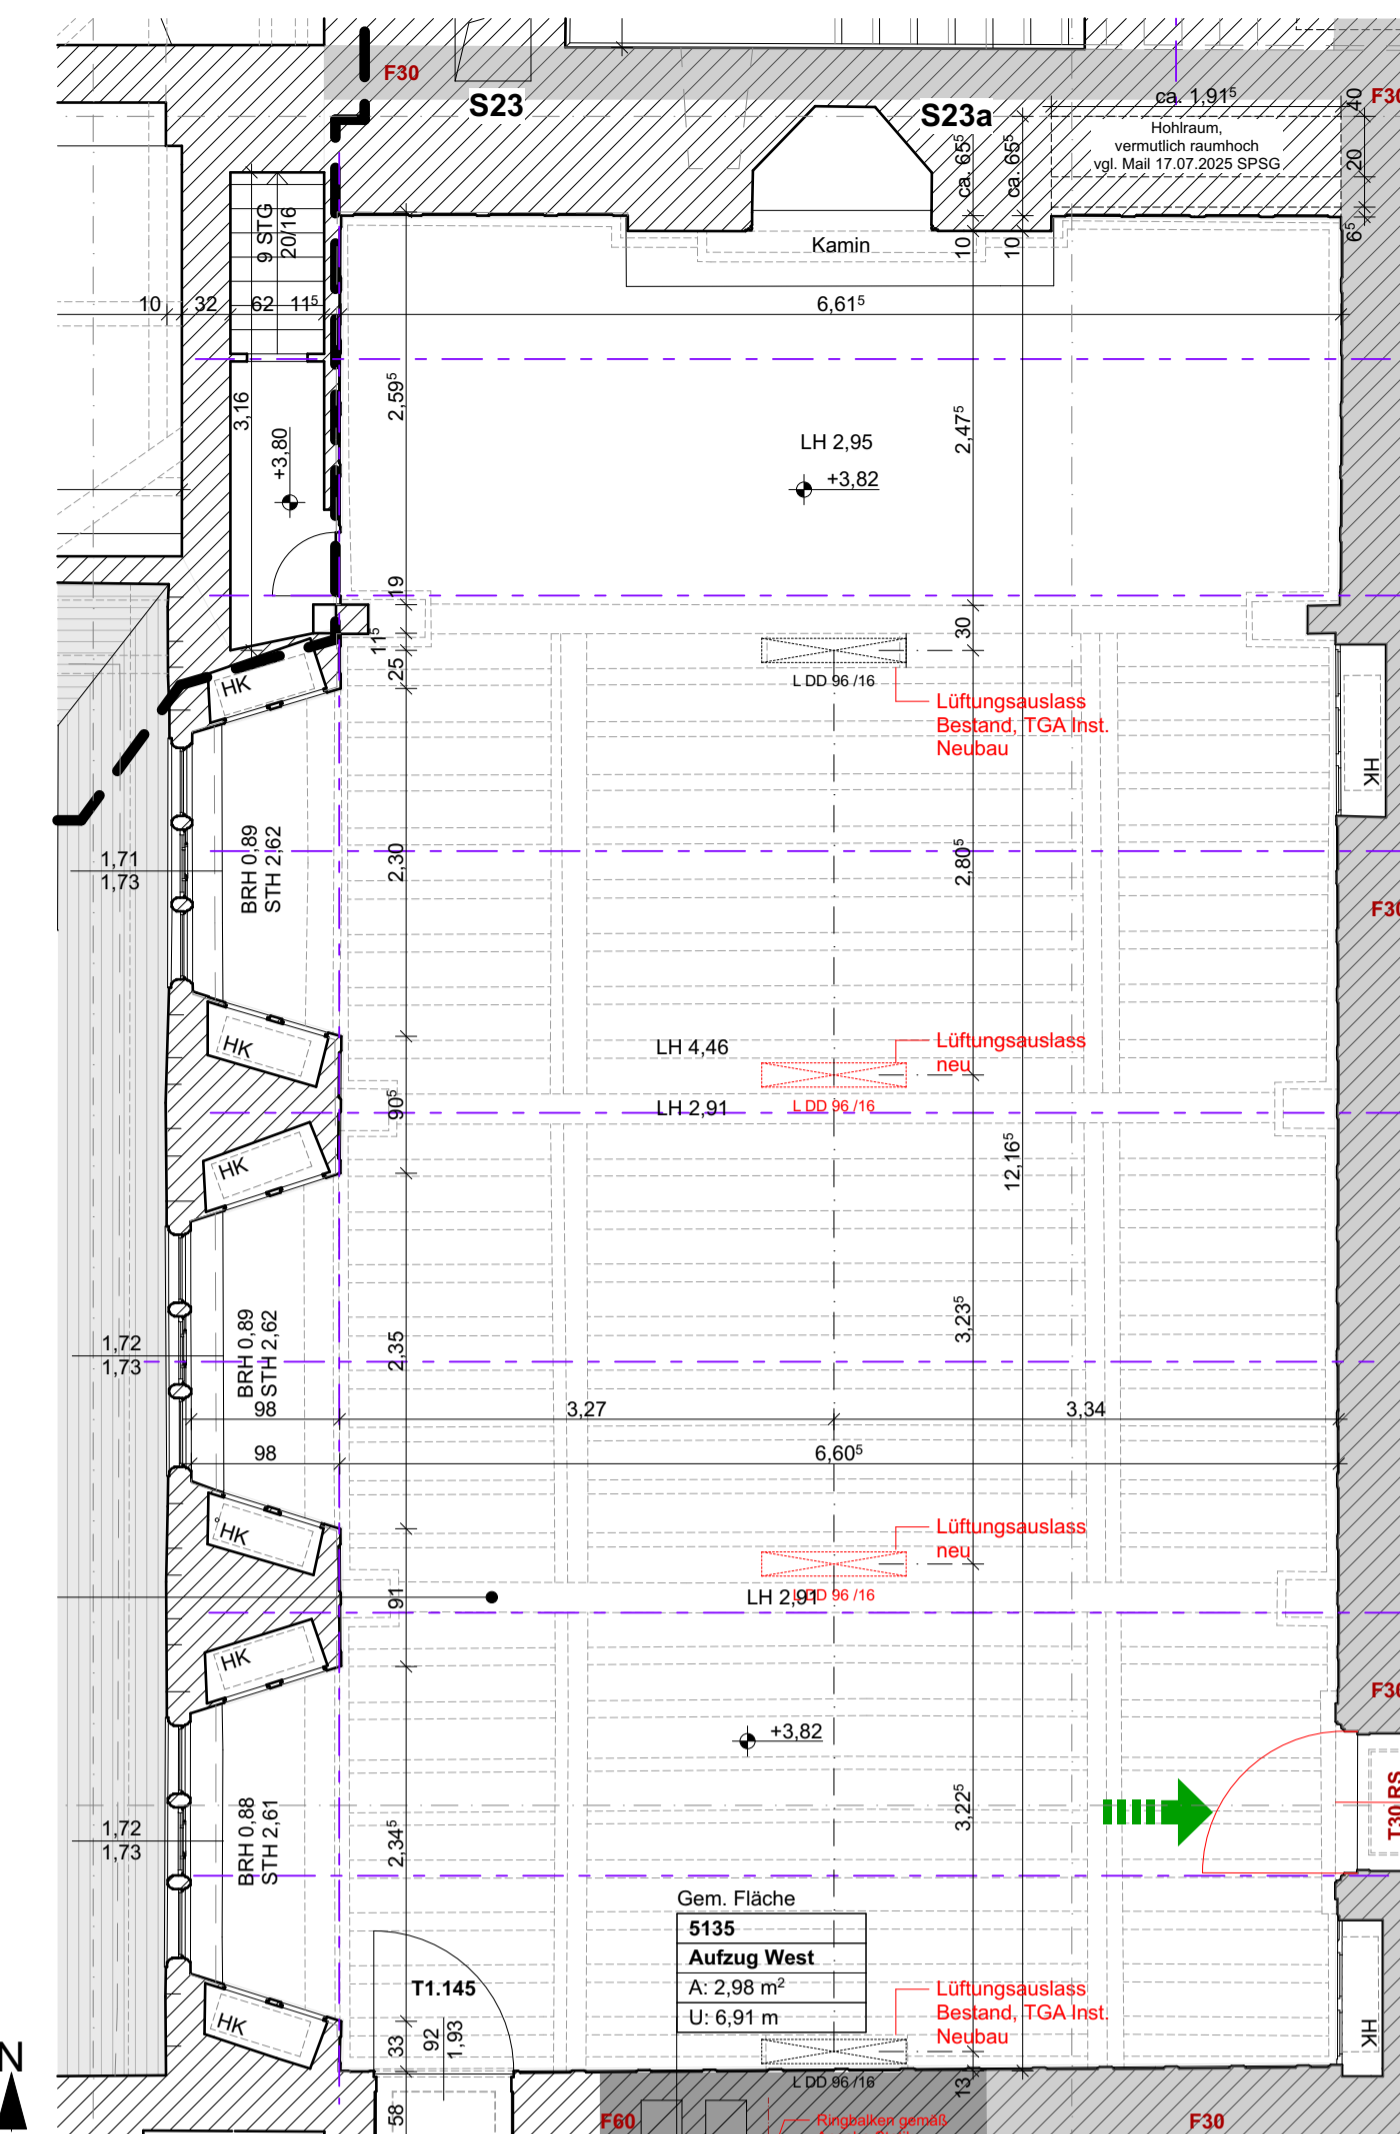 F30
S23
S23a
ca. 1,91⁵
40
F30
Hohlraum,
vermutlich raumhoch
vgl. Mail 17.07.2025 SPSG
20
6⁵
ca. 65⁵
ca. 65⁵
9 STG
20/16
Kamin
10
10
10
32
62
11⁵
6,61⁵
3,16
2,59⁵
2,47⁵
+3,80
LH 2,95
+3,82
19
11⁵
25
30
HK
L DD 96 /16
Lüftungsauslass
Bestand, TGA Inst.
Neubau
HK
1,71
1,73
BRH 0,89
STH 2,62
2,30
2,80⁵
F30
HK
LH 4,46
Lüftungsauslass
neu
90⁵
LH 2,91
L DD 96 /16
HK
12,16⁵
1,72
1,73
BRH 0,89
STH 2,62
2,35
3,23⁵
98
3,27
3,34
98
6,60⁵
HK
Lüftungsauslass
neu
91
LH 2,91
L DD 96 /16
HK
F30
+3,82
T30 RS
1,72
1,73
BRH 0,88
STH 2,61
2,34⁵
3,22⁵
Gem. Fläche
5135
Aufzug West
A: 2,98 m²
U: 6,91 m
T1.145
92
1,93
33
Lüftungsauslass
Bestand, TGA Inst.
Neubau
HK
HK
N
L DD 96 /16
13
58
F60
Ringbalken gemäß
F30